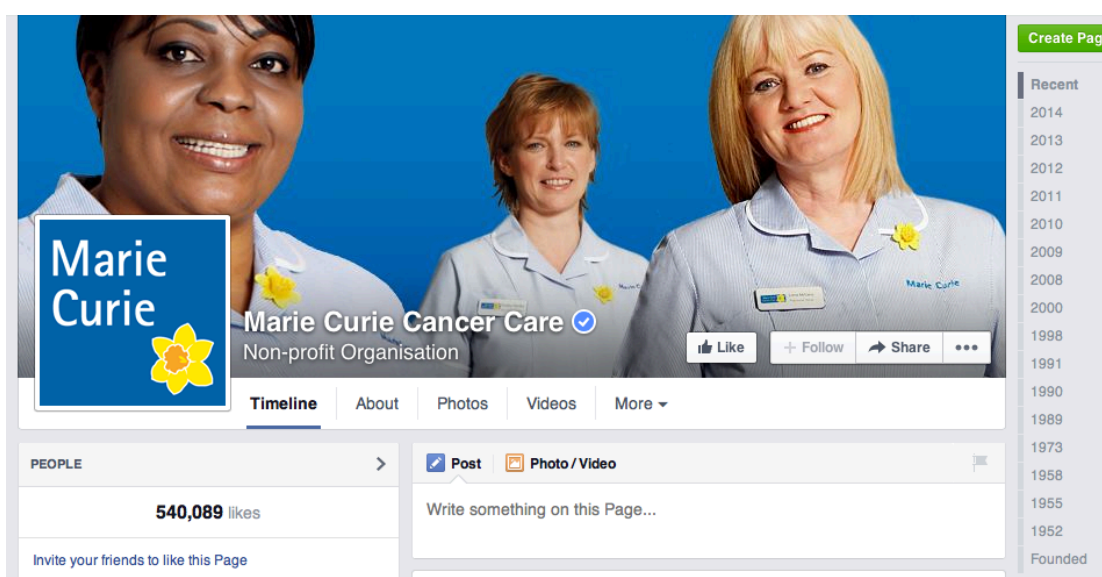 Marie
Curie
Marie Curie
Marie Curie Cancer Care
Non-profit Organisation
Like
Follow
Share
Timeline
About
Photos
Videos
More
PEOPLE
540,089 likes
Invite your friends to like this Page
Post
Photo / Video
Write something on this Page...
Create Pag
Recent
2014
2013
2012
2011
2010
2009
2008
2000
1998
1991
1990
1989
1973
1958
1955
1952
Founded